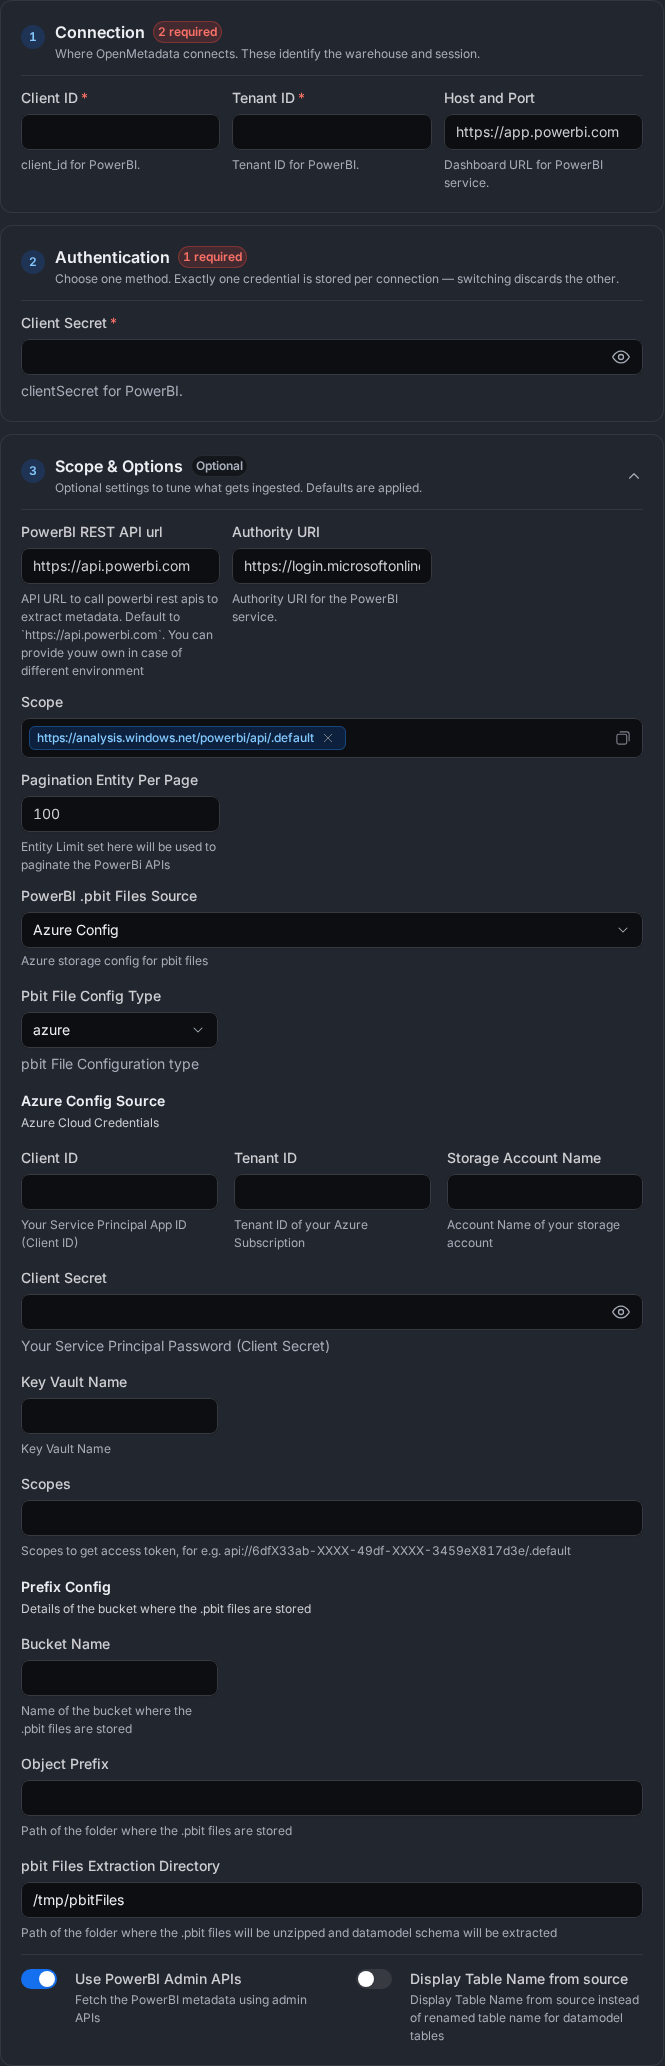 1
Connection
2 required
Where OpenMetadata connects. These identify the warehouse and session.
Client ID *
Tenant ID *
Host and Port
https://app.powerbi.com
client_id for PowerBI.
Tenant ID for PowerBI.
Dashboard URL for PowerBI
service.
2
Authentication
1 required
Choose one method. Exactly one credential is stored per connection — switching discards the other.
Client Secret *
clientSecret for PowerBI.
3
Scope & Options
Optional
Optional settings to tune what gets ingested. Defaults are applied.
PowerBI REST API url
Authority URI
https://api.powerbi.com
https://login.microsoftonline
API URL to call powerbi rest apis to
extract metadata. Default to
`https://api.powerbi.com`. You can
provide youw own in case of
different environment
Authority URI for the PowerBI
service.
Scope
https://analysis.windows.net/powerbi/api/.default
Pagination Entity Per Page
100
Entity Limit set here will be used to
paginate the PowerBi APIs
PowerBI .pbit Files Source
Azure Config
Azure storage config for pbit files
Pbit File Config Type
azure
pbit File Configuration type
Azure Config Source
Azure Cloud Credentials
Client ID
Tenant ID
Storage Account Name
Your Service Principal App ID
(Client ID)
Tenant ID of your Azure
Subscription
Account Name of your storage
account
Client Secret
Your Service Principal Password (Client Secret)
Key Vault Name
Key Vault Name
Scopes
Scopes to get access token, for e.g. api://6dfX33ab-XXXX-49df-XXXX-3459eX817d3e/.default
Prefix Config
Details of the bucket where the .pbit files are stored
Bucket Name
Name of the bucket where the
.pbit files are stored
Object Prefix
Path of the folder where the .pbit files are stored
pbit Files Extraction Directory
/tmp/pbitFiles
Path of the folder where the .pbit files will be unzipped and datamodel schema will be extracted
Use PowerBI Admin APIs
Fetch the PowerBI metadata using admin
APIs
Display Table Name from source
Display Table Name from source instead
of renamed table name for datamodel
tables